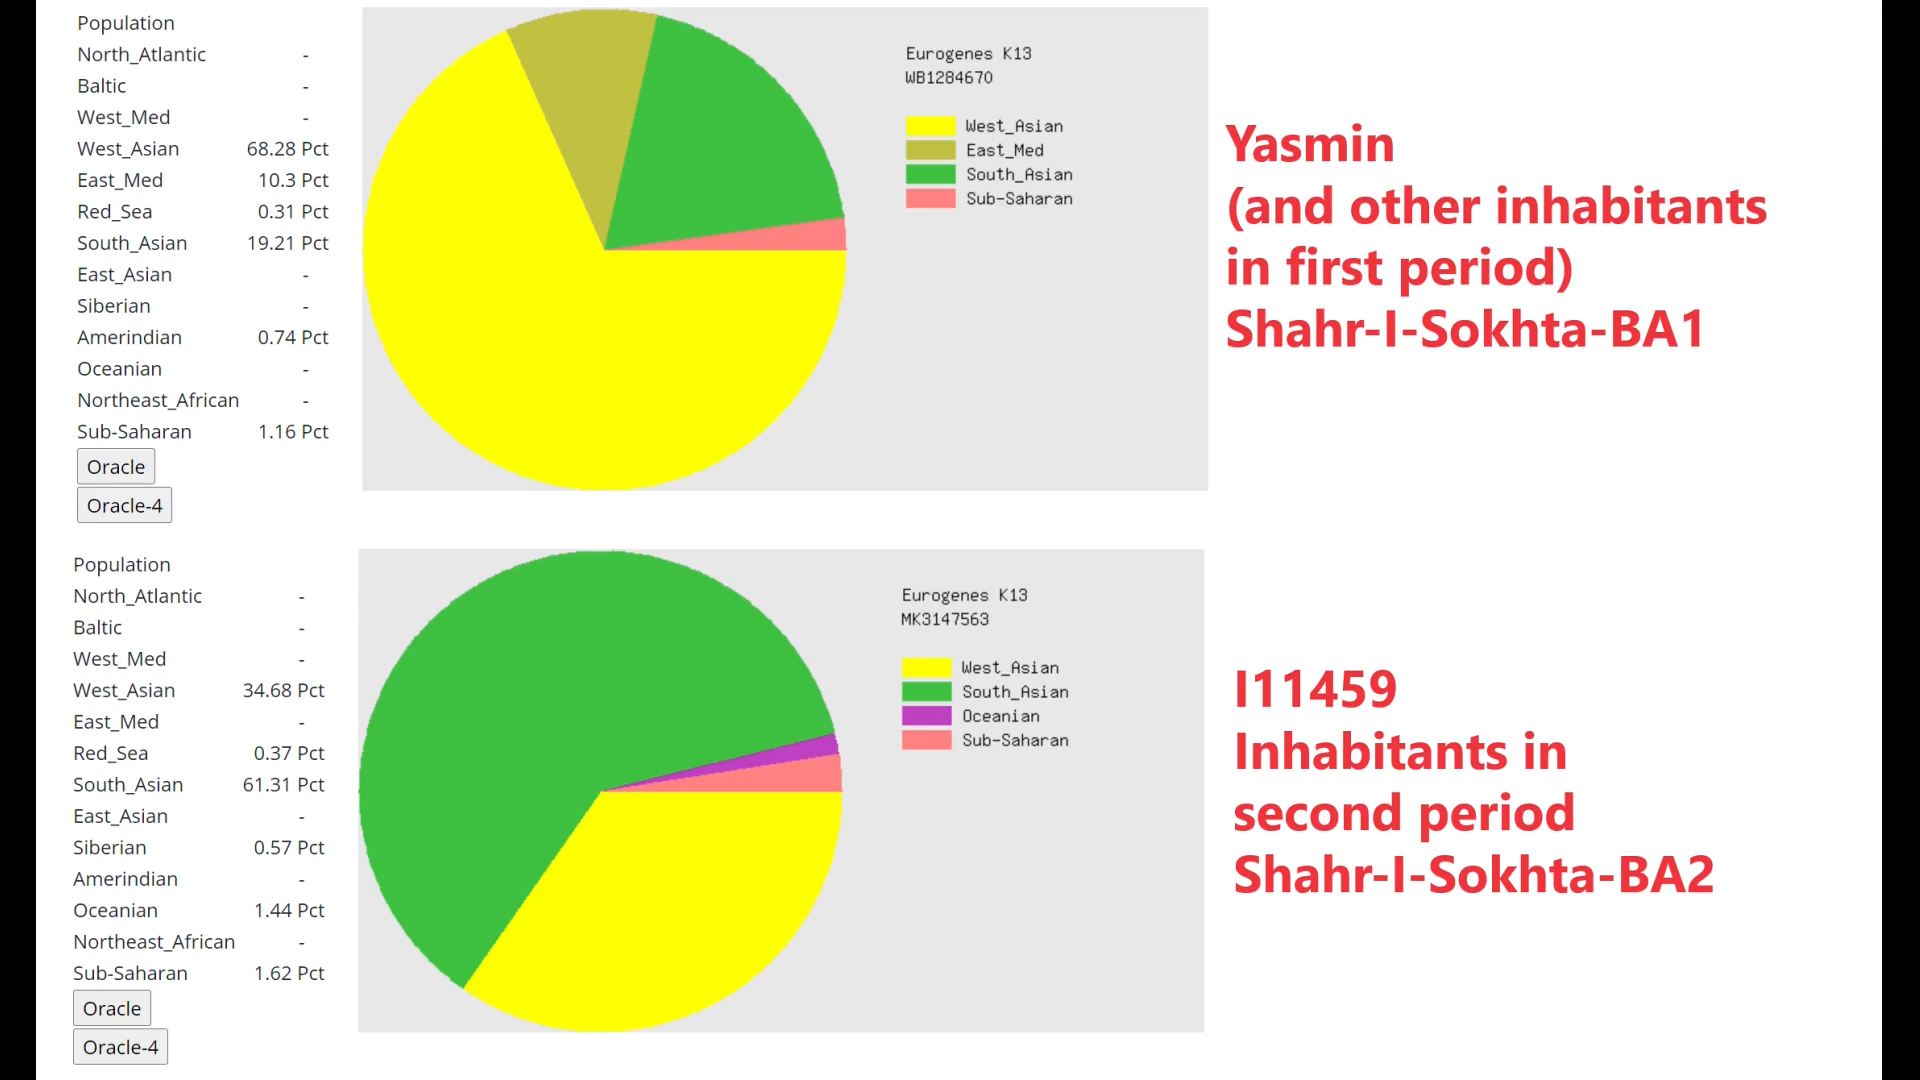 Population
North_Atlantic -
Baltic -
West_Med -
West_Asian 68.28 Pct
East_Med 10.3 Pct
Red_Sea 0.31 Pct
South_Asian 19.21 Pct
East_Asian -
Siberian -
Amerindian 0.74 Pct
Oceanian -
Northeast_African -
Sub-Saharan 1.16 Pct
Oracle
Oracle-4
Eurogenes K13
WB1284670
West_Asian
East_Med
South_Asian
Sub-Saharan
Yasmin
(and other inhabitants
in first period)
Shahr-I-Sokhta-BA1
Population
North_Atlantic -
Baltic -
West_Med -
West_Asian 34.68 Pct
East_Med -
Red_Sea 0.37 Pct
South_Asian 61.31 Pct
East_Asian -
Siberian 0.57 Pct
Amerindian -
Oceanian 1.44 Pct
Northeast_African -
Sub-Saharan 1.62 Pct
Oracle
Oracle-4
Eurogenes K13
MK3147563
West_Asian
South_Asian
Oceanian
Sub-Saharan
I11459
Inhabitants in
second period
Shahr-I-Sokhta-BA2